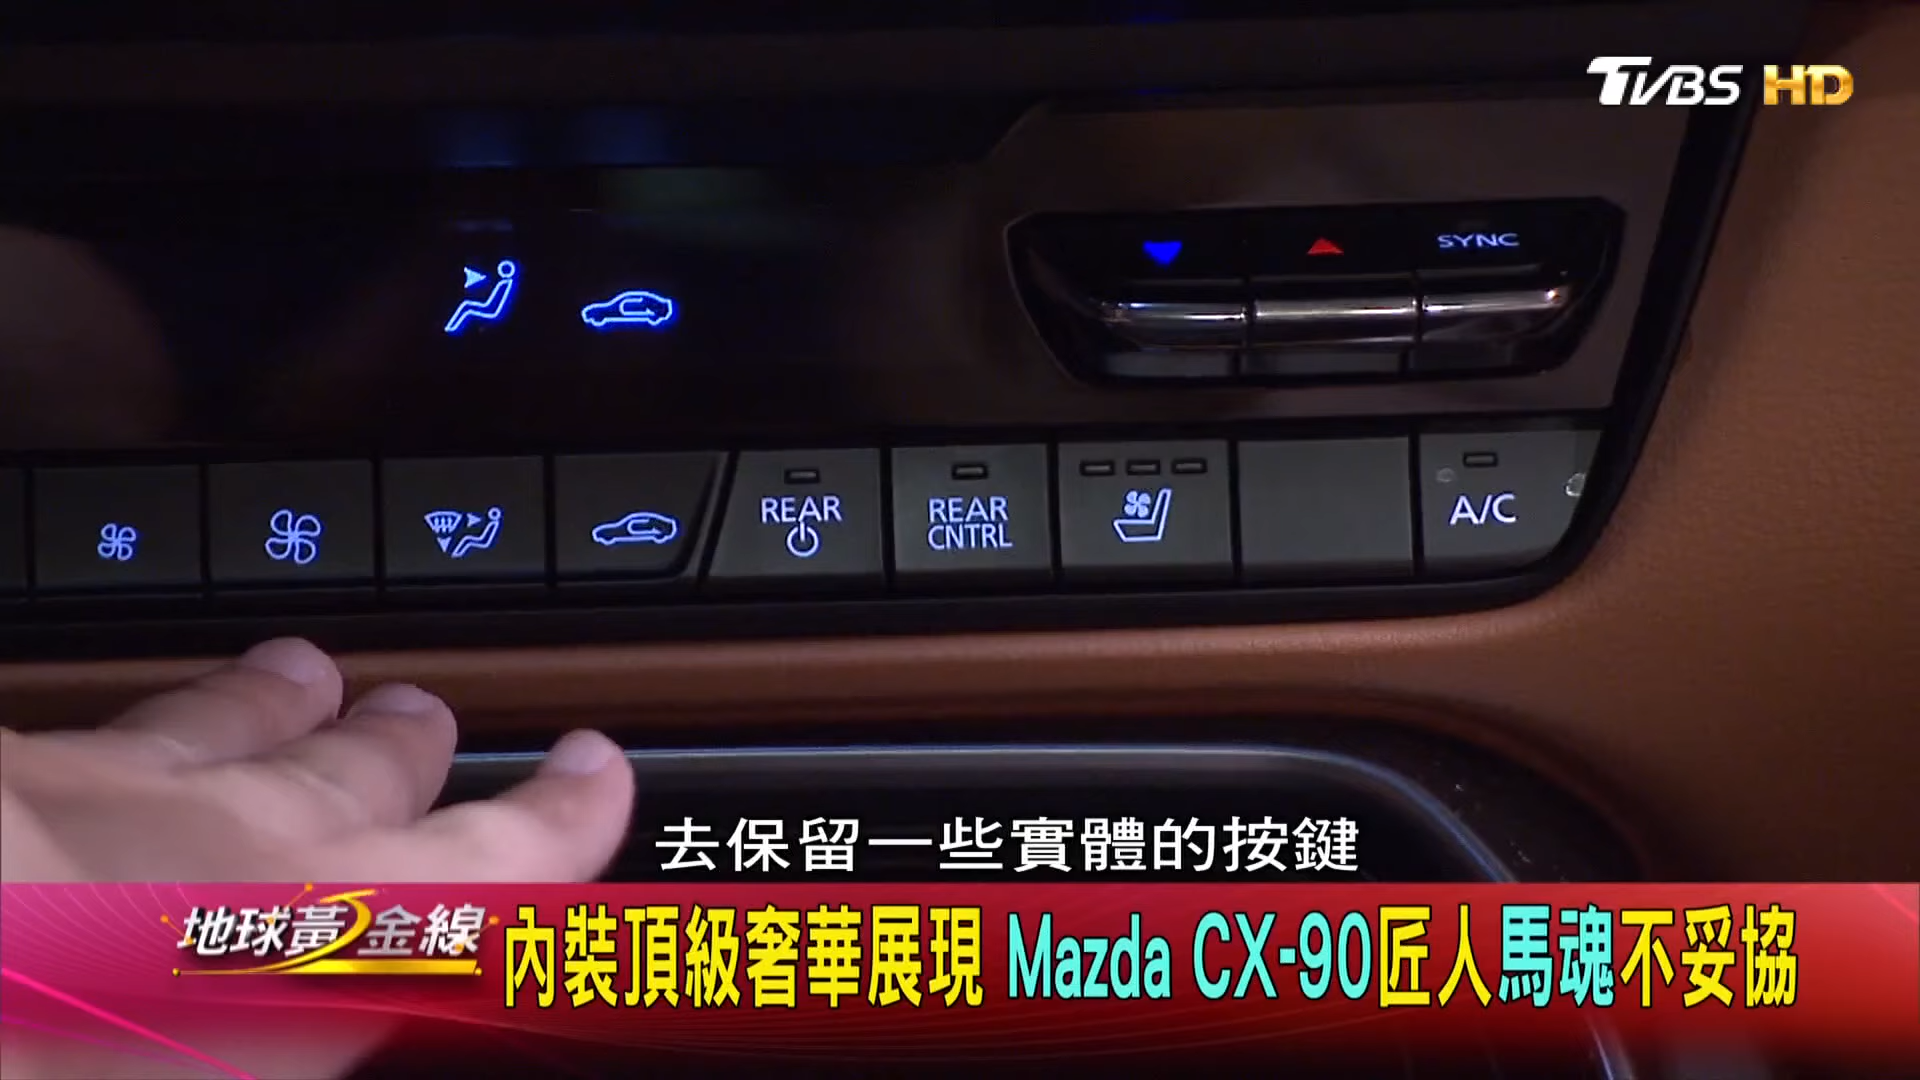 TVBS HD
SYNC
REAR
REAR
CNTRL
A/C
去保留一些實體的按鍵
地球黃金線
內裝頂級奢華展現 Mazda CX-90匠人馬魂不妥協